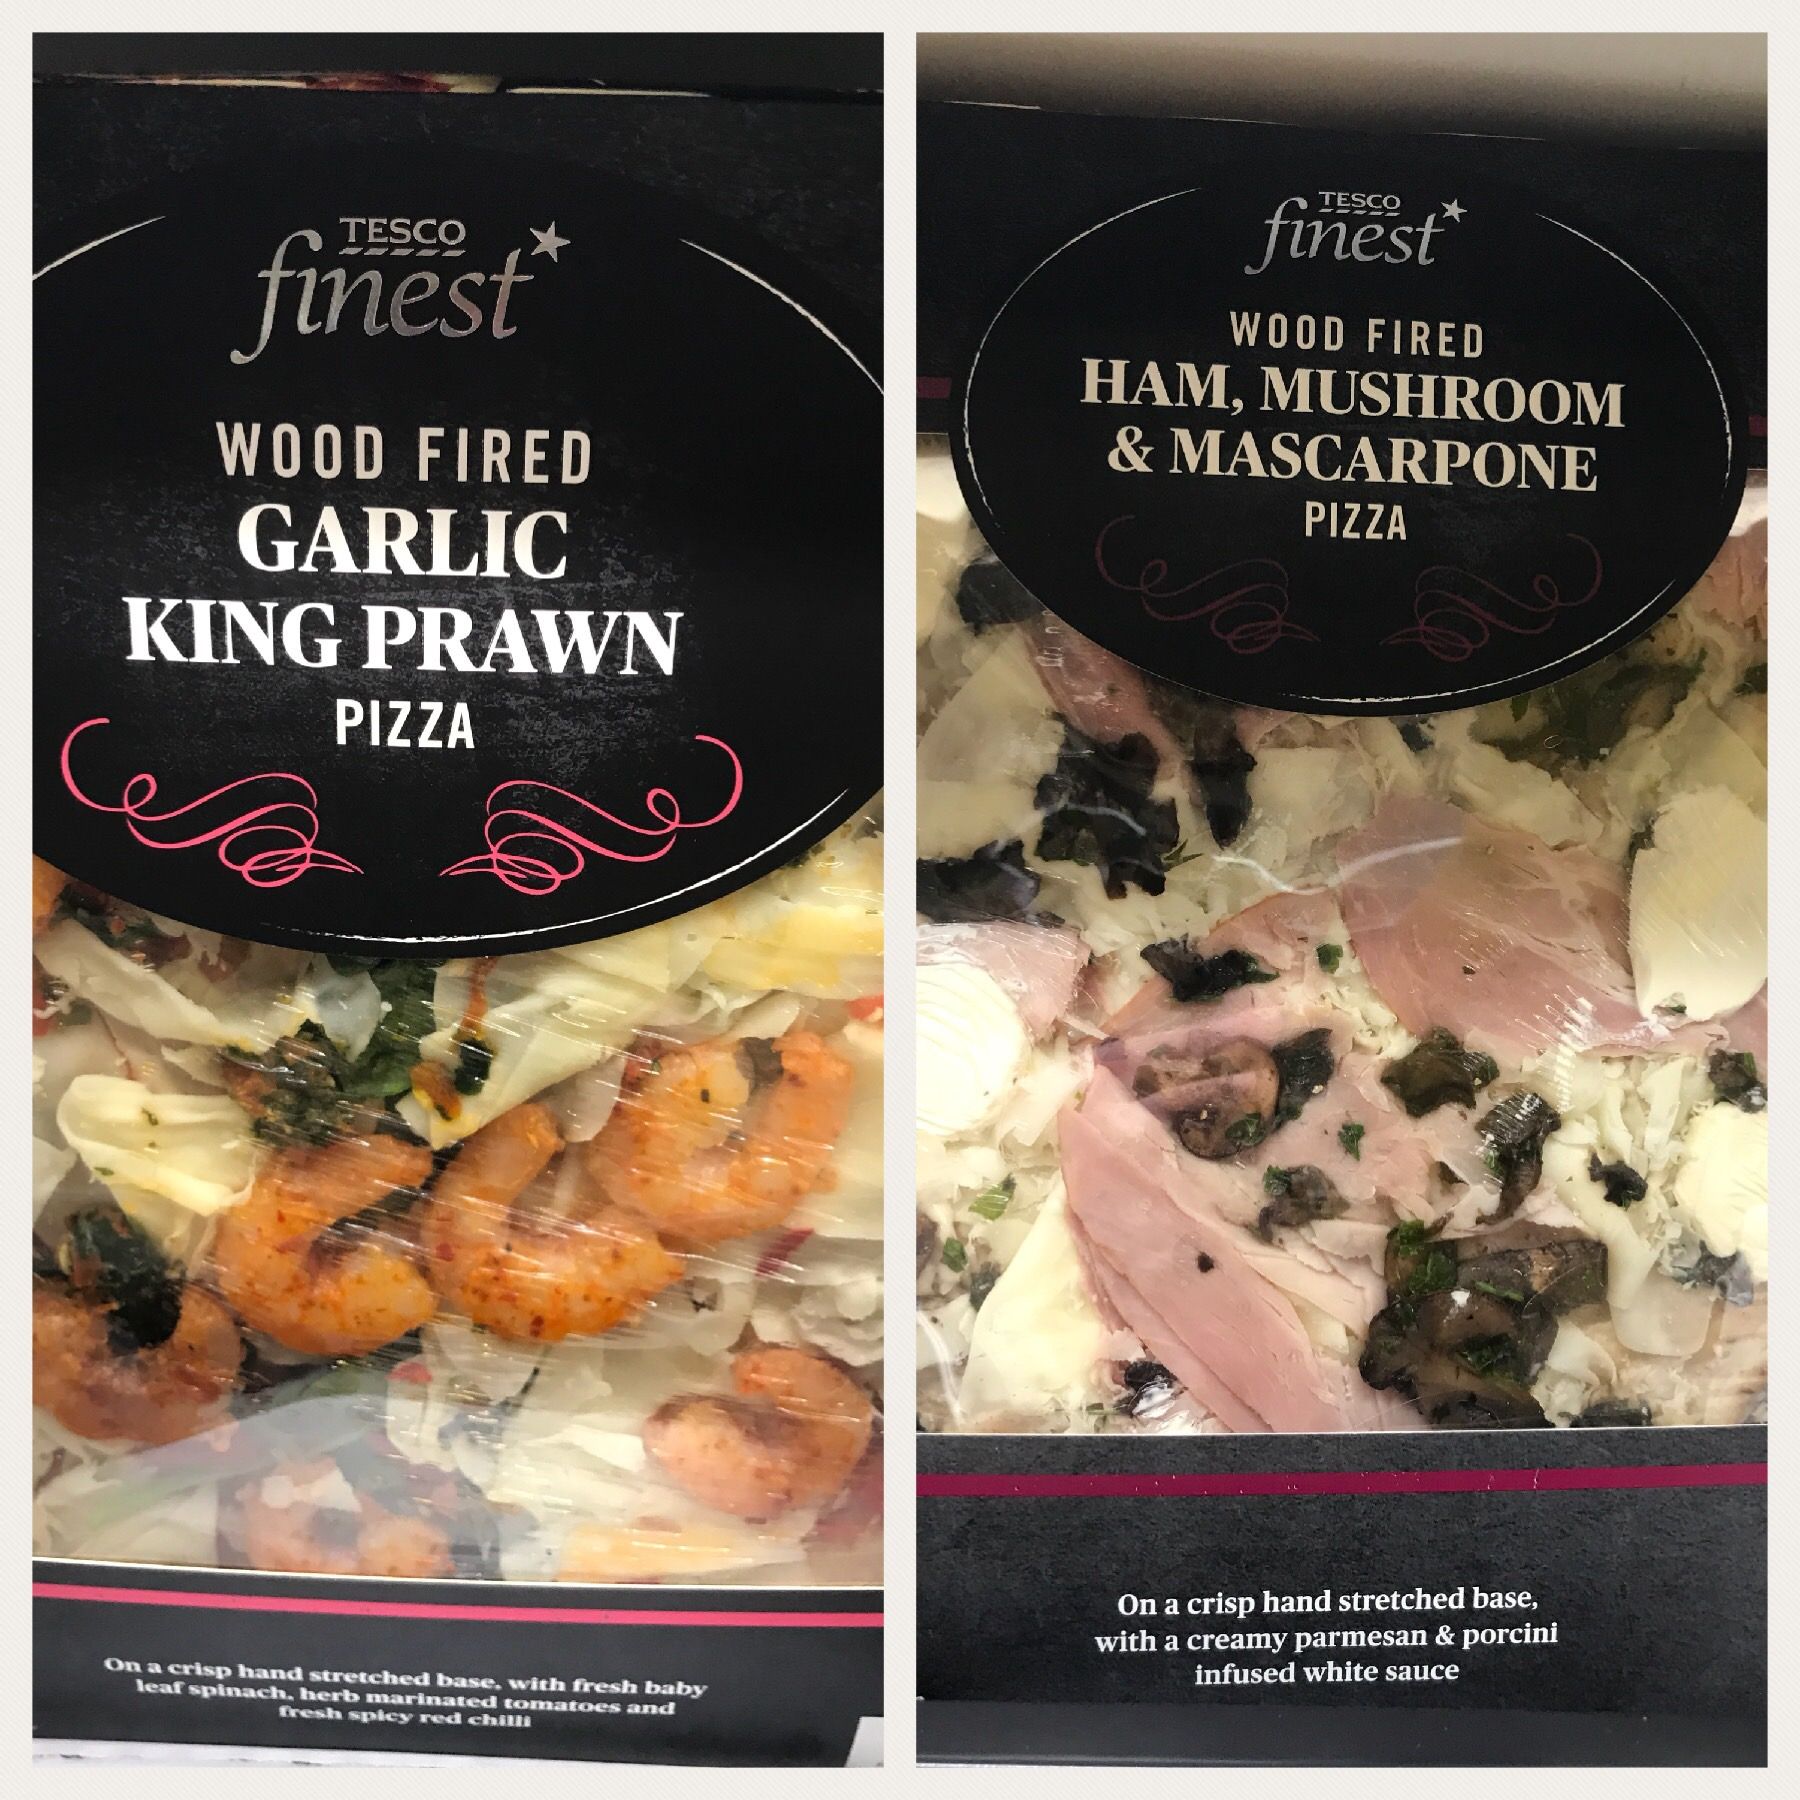 TESCO
finest
WOOD FIRED
GARLIC
KING PRAWN
PIZZA
On a crisp hand stretched base, with fresh baby
leaf spinach, herb marinated tomatoes and
fresh spicy red chilli
TESCO
finest
WOOD FIRED
HAM, MUSHROOM
& MASCARPONE
PIZZA
On a crisp hand stretched base,
with a creamy parmesan & porcini
infused white sauce